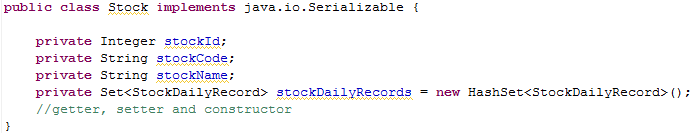 public class Stock implements java.io.Serializable {
private Integer stockId;
private String stockCode;
private String stockName;
private Set<StockDailyRecord> stockDailyRecords = new HashSet<StockDailyRecord>();
//getter, setter and constructor
}